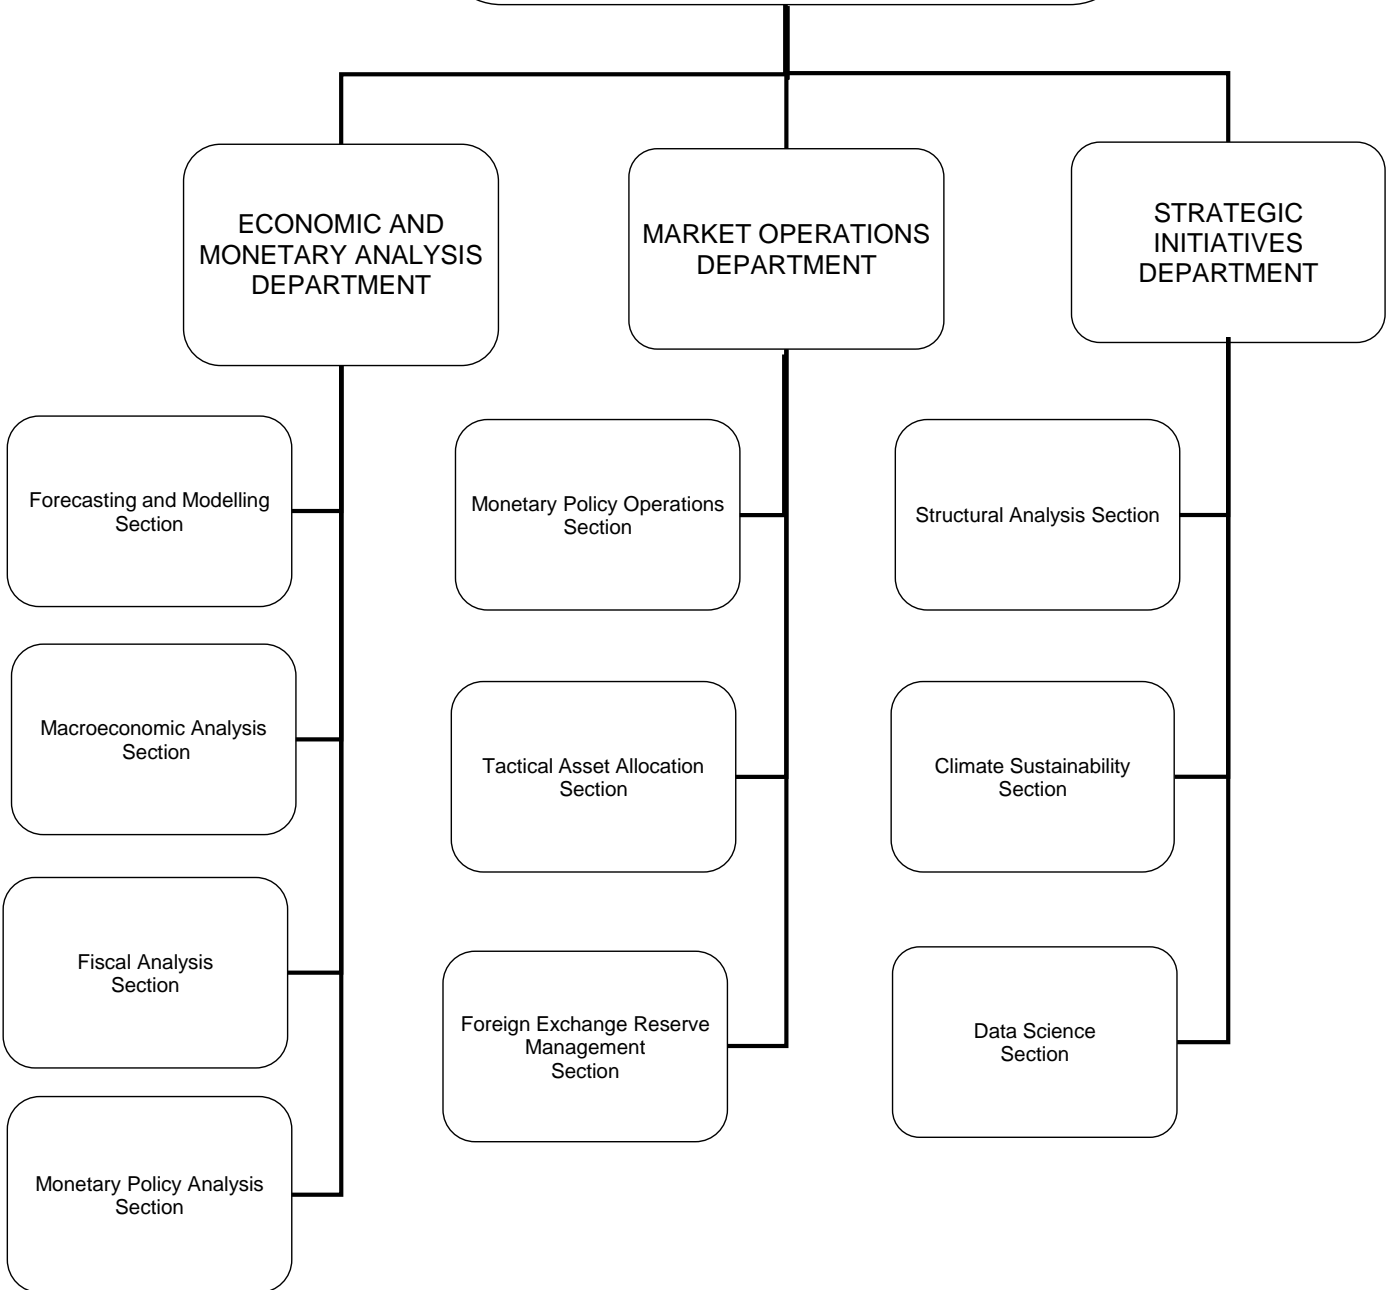 ECONOMIC AND
MONETARY ANALYSIS
DEPARTMENT
MARKET OPERATIONS
DEPARTMENT
STRATEGIC
INITIATIVES
DEPARTMENT
Forecasting and Modelling
Section
Monetary Policy Operations
Section
Structural Analysis Section
Macroeconomic Analysis
Section
Tactical Asset Allocation
Section
Climate Sustainability
Section
Fiscal Analysis
Section
Foreign Exchange Reserve
Management
Section
Data Science
Section
Monetary Policy Analysis
Section